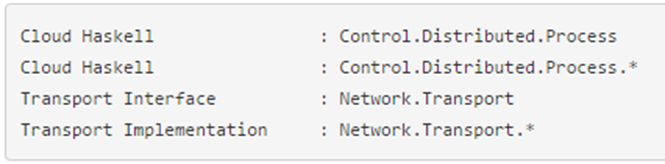 Cloud Haskell : Control.Distributed.Process
Cloud Haskell : Control.Distributed.Process.*
Transport Interface : Network.Transport
Transport Implementation : Network.Transport.*